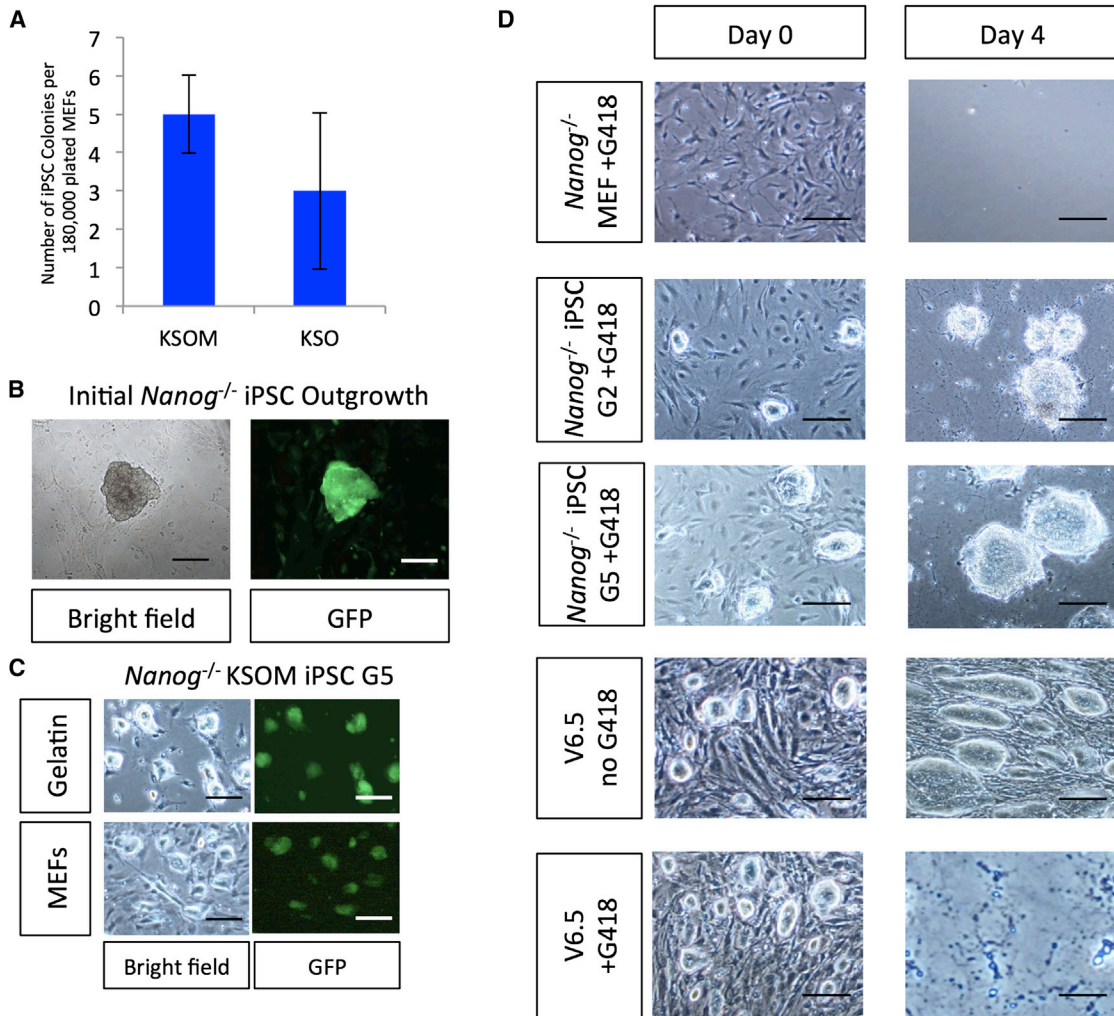 A
Number of iPSC Colonies per
180,000 plated MEFs
7
6
5
4
3
2
1
0
KSOM
KSO
B
Initial Nanog-/- iPSC Outgrowth
Bright field
GFP
C
Nanog-/- KSOM iPSC G5
Gelatin
MEFs
Bright field
GFP
D
Day 0
Day 4
Nanog-/-
MEF +G418
Nanog-/- iPSC
G2 +G418
Nanog-/- iPSC
G5 +G418
V6.5
no G418
V6.5
+G418